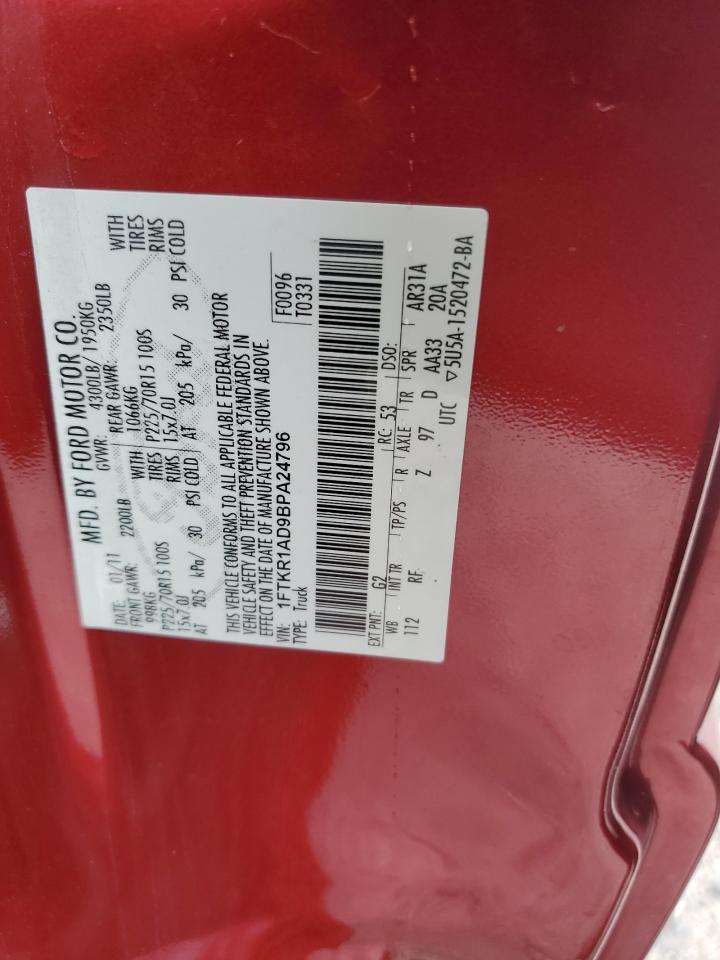 MFD. BY FORD MOTOR CO.
DATE: 01/11 GVWR: 4300LB/ 1950KG
FRONT GAWR: 2200LB REAR GAWR: 2350LB
998KG WITH 1066KG WITH
P225/70R15 100S TIRES P225/70R15 100S TIRES
15x7.0J RIMS 15x7.0J RIMS
AT 205 kPa/ 30 PSI COLD AT 205 kPa/ 30 PSI COLD
THIS VEHICLE CONFORMS TO ALL APPLICABLE FEDERAL MOTOR
VEHICLE SAFETY AND THEFT PREVENTION STANDARDS IN
EFFECT ON THE DATE OF MANUFACTURE SHOWN ABOVE.
VIN: 1FTKR1AD9BPA24796 F0096
TYPE: Truck T0331
EXT PNT: G2 RC: 53 DSO:
WB INT TR TP/PS R AXLE TR SPR AR31A
112 RF Z 97 D AA33 20A
UTC ▽5U5A-1520472-BA